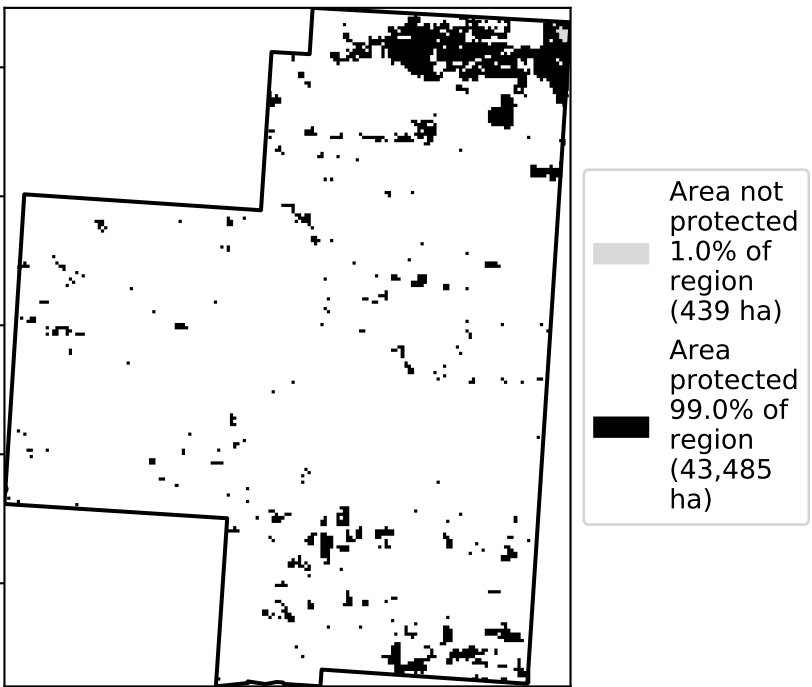 Area not
protected
1.0% of
region
(439 ha)
Area
protected
99.0% of
region
(43,485
ha)